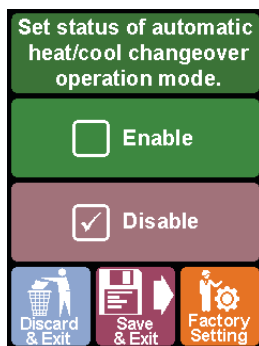 Set status of automatic
heat/cool changeover
operation mode.
Enable
Disable
Discard
& Exit
Save
& Exit
Factory
Setting